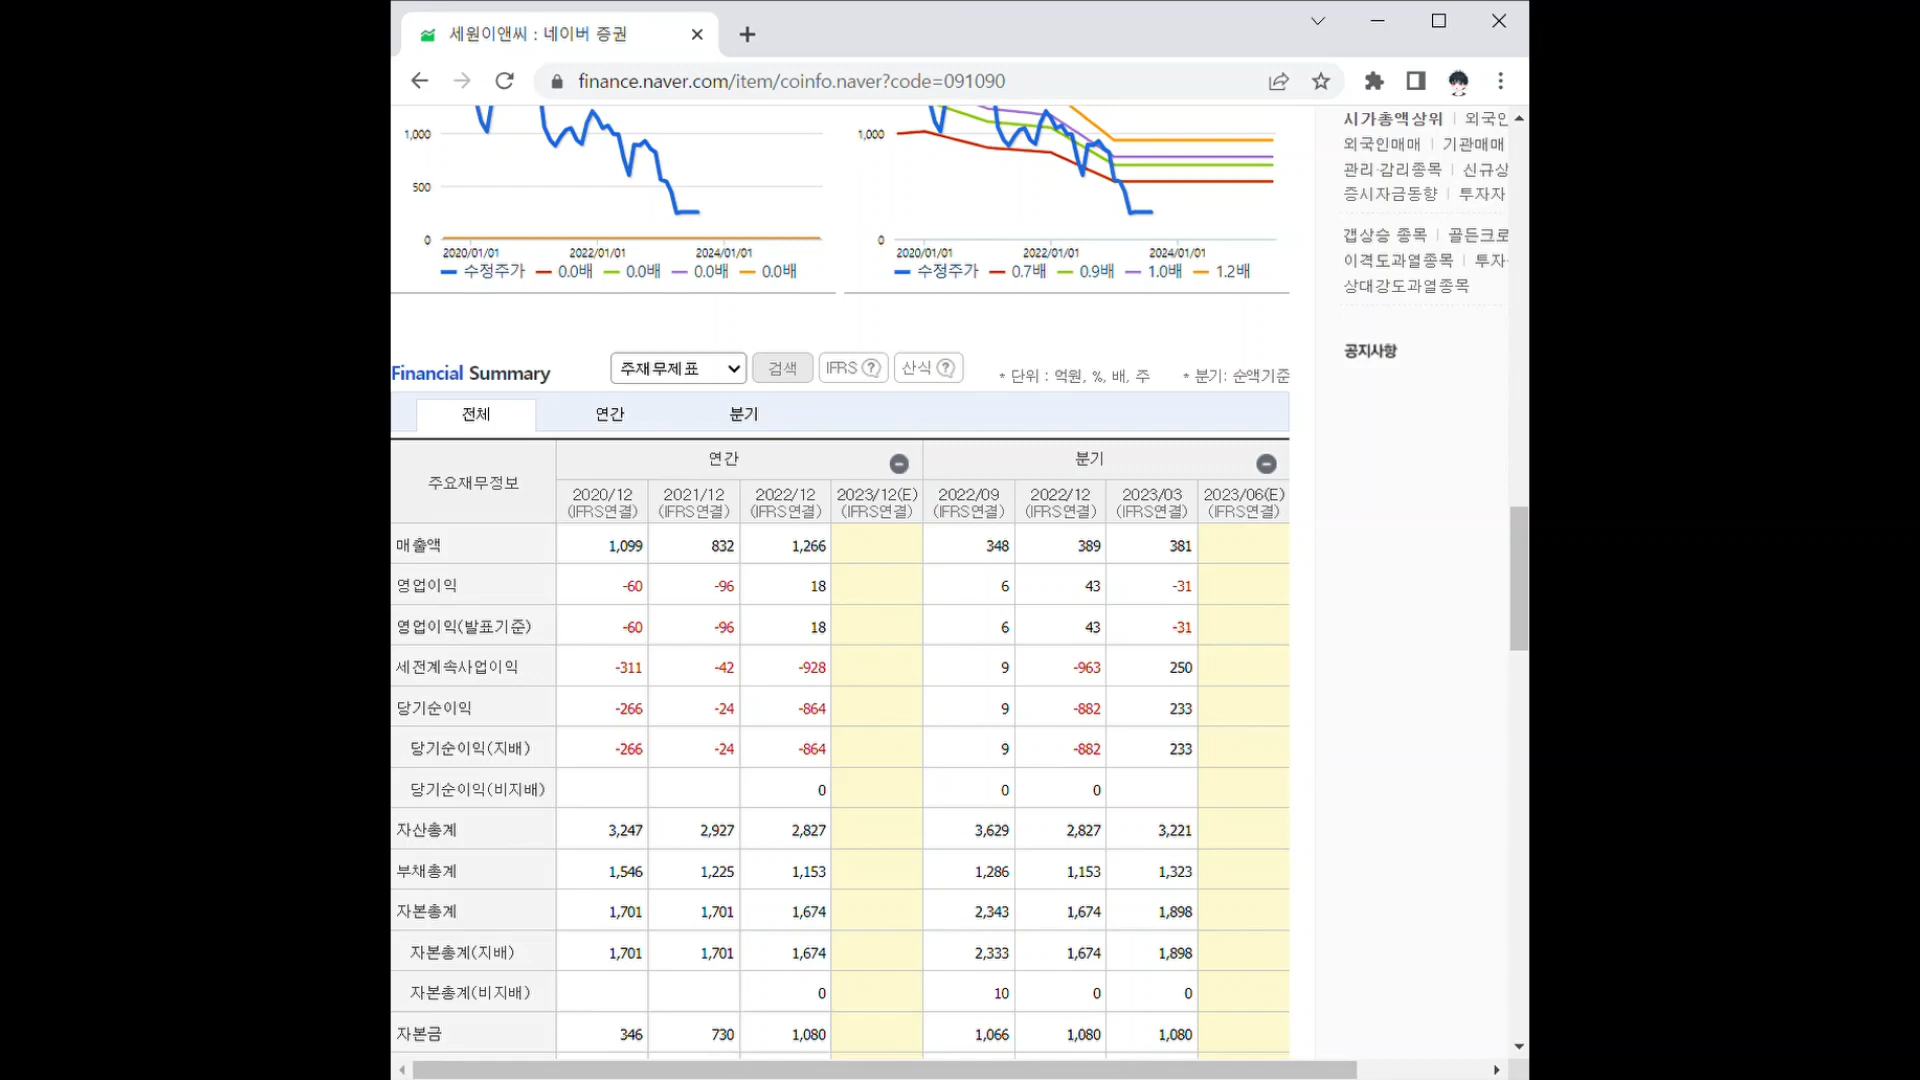 세원이앤씨 : 네이버 증권
finance.naver.com/item/coinfo.naver?code=091090
1,000
500
0
2020/01/01 2022/01/01 2024/01/01
수정주가 0.0배 0.0배 0.0배 0.0배
1,000
0
2020/01/01 2022/01/01 2024/01/01
수정주가 0.7배 0.9배 1.0배 1.2배
시가총액상위 외국인
외국인매매 기관매매
관리·감리종목 신규상
증시자금동향 투자자
갭상승 종목 골든크로
이격도과열종목 투자
상대강도과열종목
공지사항
Financial Summary 주재무제표 검색 IFRS ? 산식 ? * 단위 : 억원, %, 배, 주 * 분기: 순액기준
전체 연간 분기
주요재무정보 연간 분기
2020/12 2021/12 2022/12 2023/12(E) 2022/09 2022/12 2023/03 2023/06(E)
(IFRS연결) (IFRS연결) (IFRS연결) (IFRS연결) (IFRS연결) (IFRS연결) (IFRS연결) (IFRS연결)
매출액 1,099 832 1,266 348 389 381
영업이익 -60 -96 18 6 43 -31
영업이익(발표기준) -60 -96 18 6 43 -31
세전계속사업이익 -311 -42 -928 9 -963 250
당기순이익 -266 -24 -864 9 -882 233
당기순이익(지배) -266 -24 -864 9 -882 233
당기순이익(비지배) 0 0 0
자산총계 3,247 2,927 2,827 3,629 2,827 3,221
부채총계 1,546 1,225 1,153 1,286 1,153 1,323
자본총계 1,701 1,701 1,674 2,343 1,674 1,898
자본총계(지배) 1,701 1,701 1,674 2,333 1,674 1,898
자본총계(비지배) 0 10 0 0
자본금 346 730 1,080 1,066 1,080 1,080